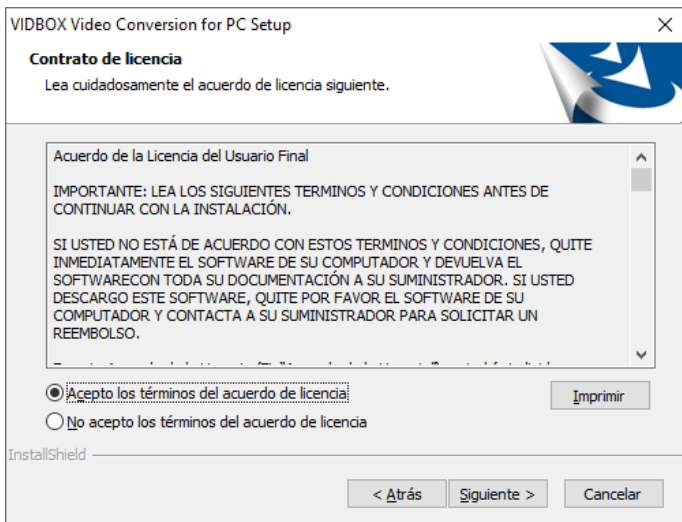 VIDBOX Video Conversion for PC Setup
Contrato de licencia
Lea cuidadosamente el acuerdo de licencia siguiente.
Acuerdo de la Licencia del Usuario Final
IMPORTANTE: LEA LOS SIGUIENTES TERMINOS Y CONDICIONES ANTES DE
CONTINUAR CON LA INSTALACIÓN.
SI USTED NO ESTÁ DE ACUERDO CON ESTOS TERMINOS Y CONDICIONES, QUITE
INMEDIATAMENTE EL SOFTWARE DE SU COMPUTADOR Y DEVUELVA EL
SOFTWARECON TODA SU DOCUMENTACIÓN A SU SUMINISTRADOR. SI USTED
DESCARGO ESTE SOFTWARE, QUITE POR FAVOR EL SOFTWARE DE SU
COMPUTADOR Y CONTACTA A SU SUMINISTRADOR PARA SOLICITAR UN
REEMBOLSO.
Acepto los términos del acuerdo de licencia
Imprimir
No acepto los términos del acuerdo de licencia
InstallShield
< Atrás
Siguiente >
Cancelar